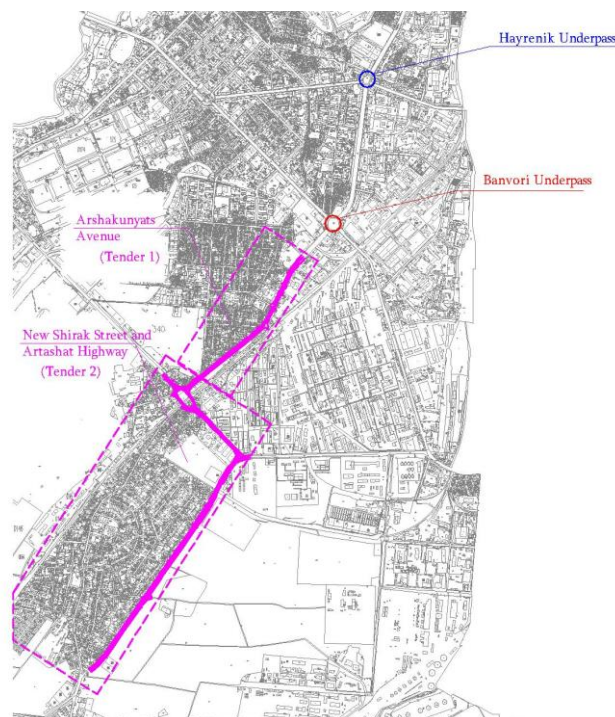 Hayrenik Underpass
Banvori Underpass
Arshakunyats
Avenue
(Tender 1)
New Shirak Street and
Artashat Highway
(Tender 2)